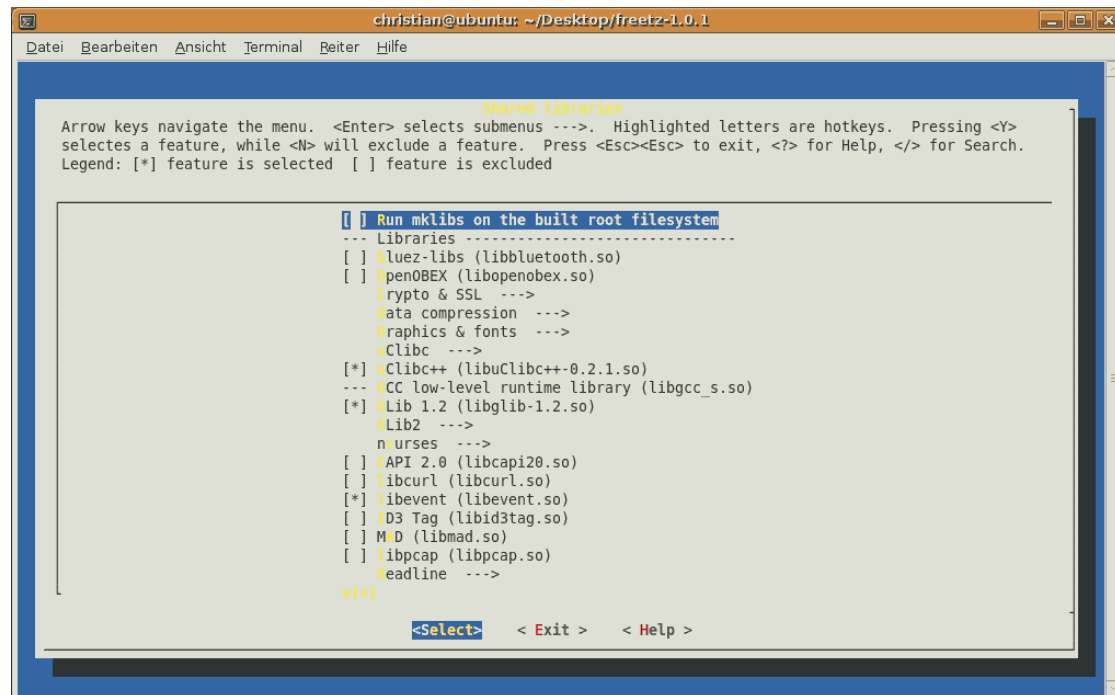 christian@ubuntu: ~/Desktop/freetz-1.0.1
Datei Bearbeiten Ansicht Terminal Reiter Hilfe
Shared Libraries
Arrow keys navigate the menu. <Enter> selects submenus --->. Highlighted letters are hotkeys. Pressing <Y>
selectes a feature, while <N> will exclude a feature. Press <Esc><Esc> to exit, <?> for Help, </> for Search.
Legend: [*] feature is selected [ ] feature is excluded
[ ] Run mklibs on the built root filesystem
--- Libraries -------------------------------
[ ] bluez-libs (libbluetooth.so)
[ ] OpenOBEX (libopenobex.so)
Crypto & SSL --->
Data compression --->
Graphics & fonts --->
uClibc --->
[*] uClibc++ (libuClibc++-0.2.1.so)
--- GCC low-level runtime library (libgcc_s.so)
[*] GLib 1.2 (libglib-1.2.so)
GLib2 --->
ncurses --->
[ ] CAPI 2.0 (libcapi20.so)
[ ] libcurl (libcurl.so)
[*] libevent (libevent.so)
[ ] ID3 Tag (libid3tag.so)
[ ] MAD (libmad.so)
[ ] libpcap (libpcap.so)
Readline --->
v(+)
<Select> < Exit > < Help >